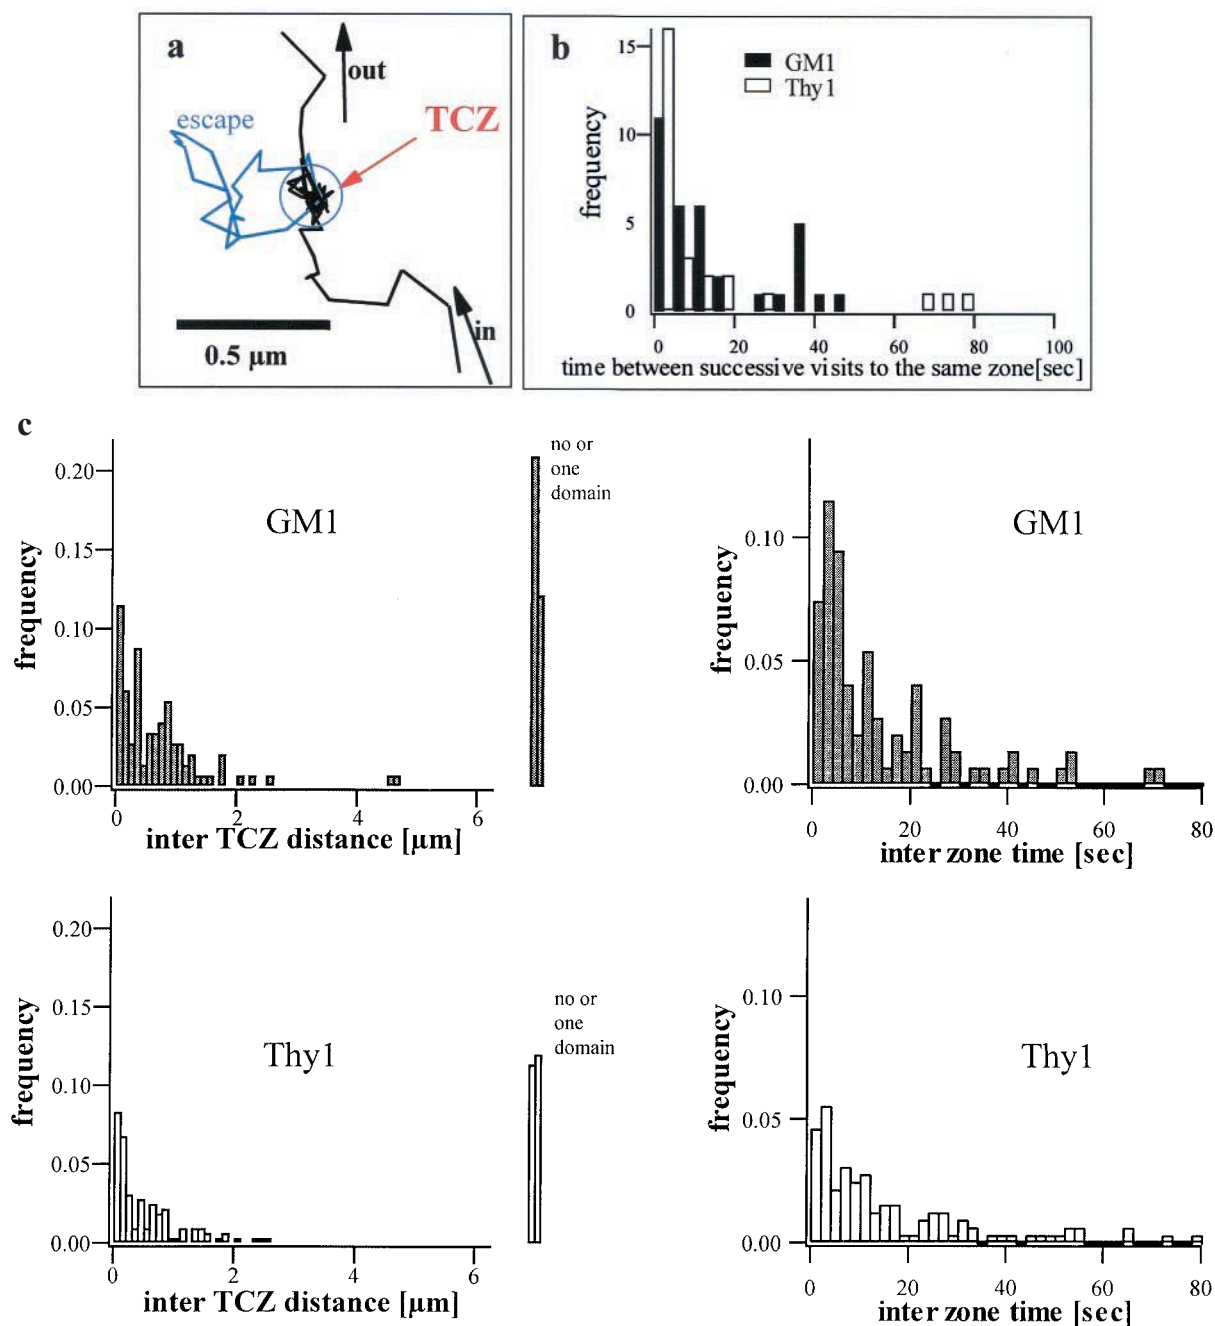 a
out
escape
TCZ
in
0.5 µm
b
15
10
5
0
frequency
GM1
Thy1
0 20 40 60 80 100
time between successive visits to the same zone[sec]
c
0.20
0.15
0.10
0.05
0.00
frequency
GM1
no or
one
domain
0 2 4 6
inter TCZ distance [µm]
0.10
0.05
0.00
frequency
GM1
0 20 40 60 80
inter zone time [sec]
0.20
0.15
0.10
0.05
0.00
frequency
Thy1
no or
one
domain
0 2 4 6
inter TCZ distance [µm]
0.10
0.05
0.00
frequency
Thy1
0 20 40 60 80
inter zone time [sec]